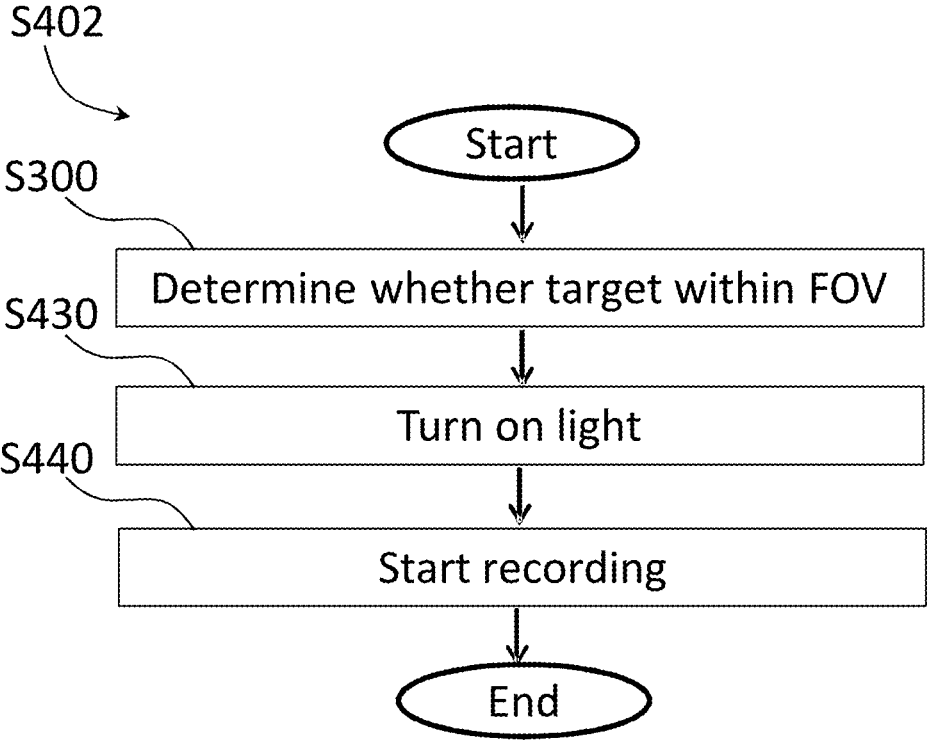 S402
Start
S300
Determine whether target within FOV
S430
Turn on light
S440
Start recording
End